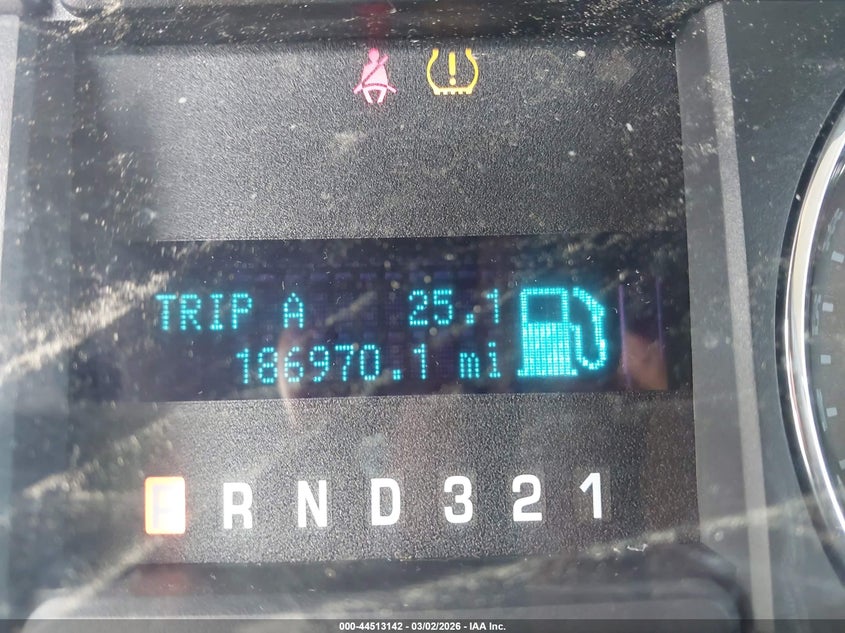 TRIP A 25.1
186970.1 mi
P R N D 3 2 1
000-44513142 - 03/02/2026 - IAA Inc.